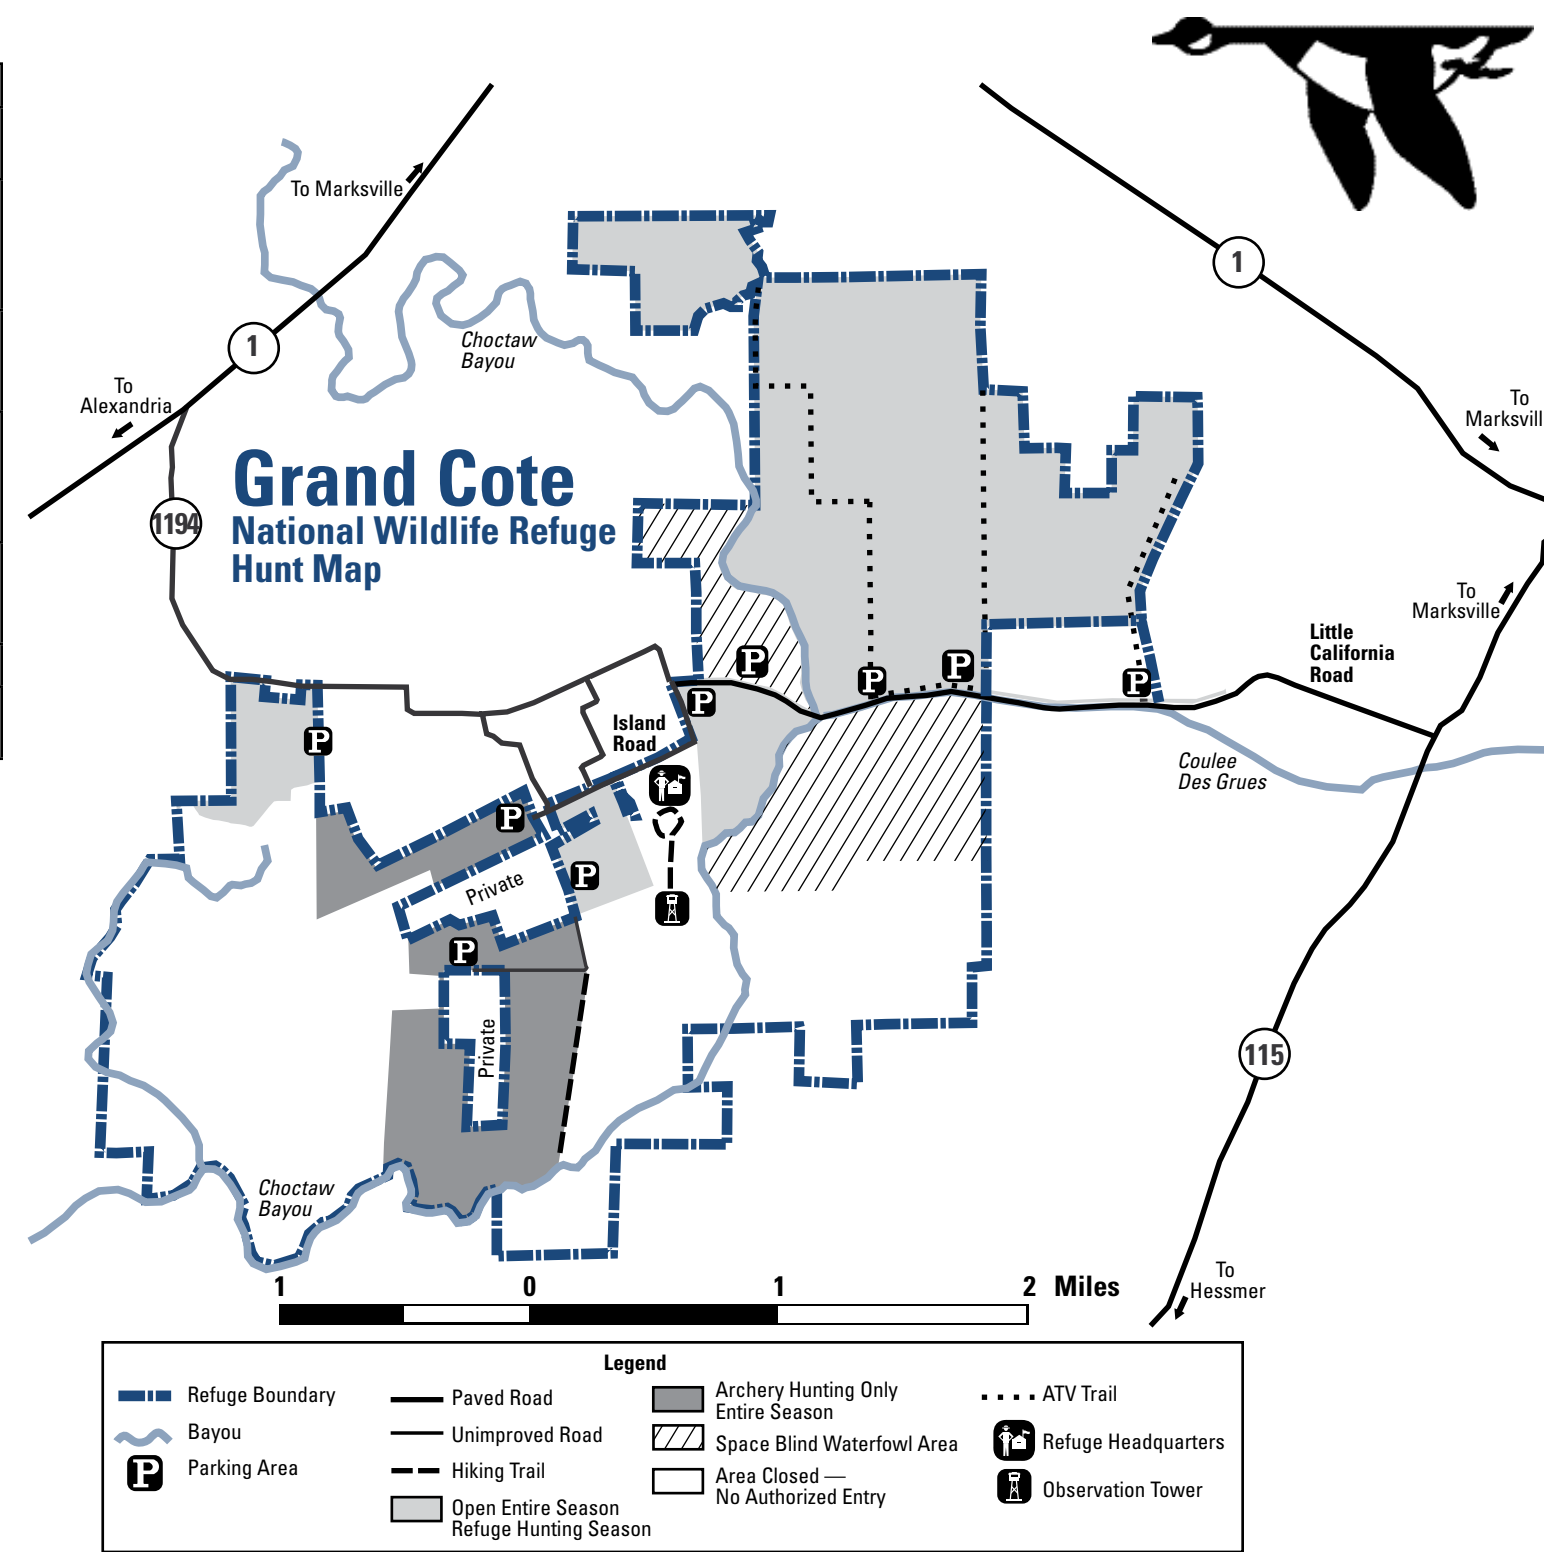 To Marksville
1
1
Choctaw
Bayou
To
Alexandria
To
Marksvill
Grand Cote
National Wildlife Refuge
Hunt Map
1194
To
Marksville
Little
California
Road
P
P
P
P
P
Island
Road
P
Coulee
Des Grues
P
Private
P
P
Private
115
Choctaw
Bayou
To
Hessmer
1 0 1 2 Miles
Legend
Refuge Boundary
Bayou
P Parking Area
Paved Road
Unimproved Road
Hiking Trail
Open Entire Season
Refuge Hunting Season
Archery Hunting Only
Entire Season
Space Blind Waterfowl Area
Area Closed —
No Authorized Entry
ATV Trail
Refuge Headquarters
Observation Tower